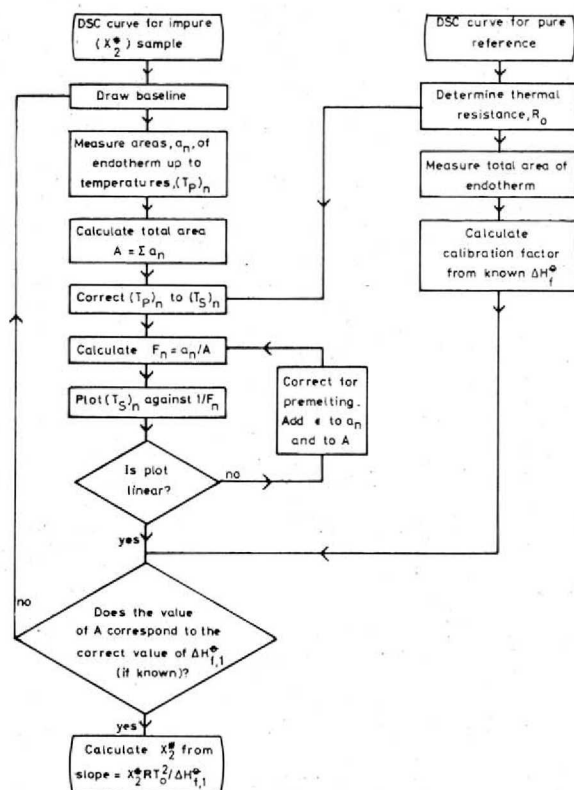 DSC curve for impure
(X₂*) sample
Draw baseline
Measure areas, aₙ, of
endotherm up to
temperatures, (T_P)ₙ
Calculate total area
A = Σ aₙ
Correct (T_P)ₙ to (T_S)ₙ
Calculate Fₙ = aₙ/A
Plot (T_S)ₙ against 1/Fₙ
Is plot
linear?
no
Correct for
premelting.
Add ϵ to aₙ
and to A
yes
DSC curve for pure
reference
Determine thermal
resistance, R₀
Measure total area of
endotherm
Calculate
calibration factor
from known ΔH_f^⊖
no
Does the value
of A correspond to the
correct value of ΔH_f,1^⊖
(if known)?
yes
Calculate X₂* from
slope = X₂*RT₀²/ΔH_f,1^⊖